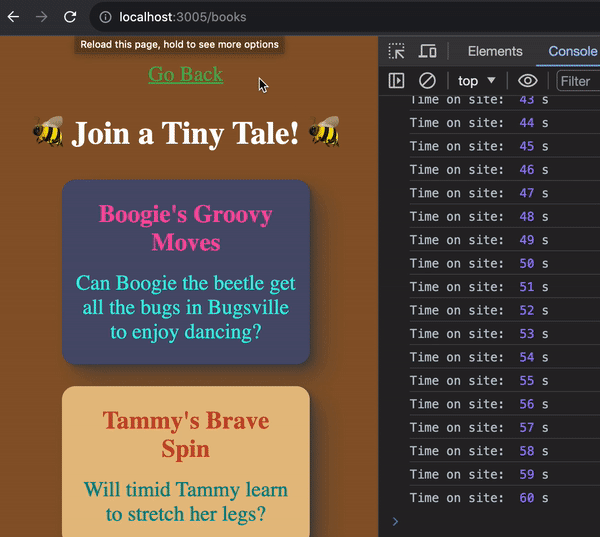 localhost:3005/books
Reload this page, hold to see more options
Elements Console
top Filter
Go Back
Join a Tiny Tale!
Boogie's Groovy
Moves
Can Boogie the beetle get
all the bugs in Bugsville
to enjoy dancing?
Tammy's Brave
Spin
Will timid Tammy learn
to stretch her legs?
Time on site: 43 s
Time on site: 44 s
Time on site: 45 s
Time on site: 46 s
Time on site: 47 s
Time on site: 48 s
Time on site: 49 s
Time on site: 50 s
Time on site: 51 s
Time on site: 52 s
Time on site: 53 s
Time on site: 54 s
Time on site: 55 s
Time on site: 56 s
Time on site: 57 s
Time on site: 58 s
Time on site: 59 s
Time on site: 60 s